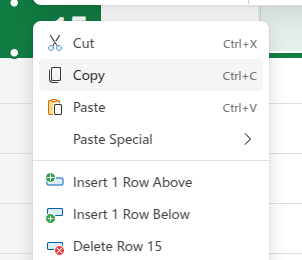 15
Cut Ctrl+X
Copy Ctrl+C
Paste Ctrl+V
Paste Special
Insert 1 Row Above
Insert 1 Row Below
Delete Row 15